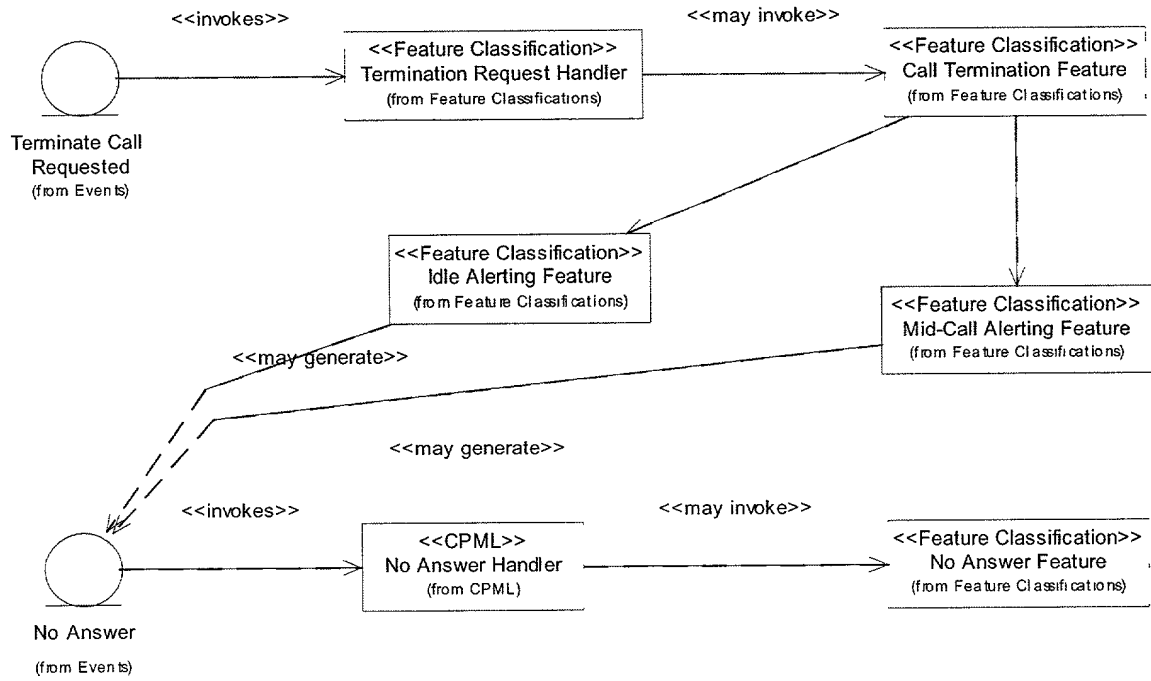 <<invokes>>
<<may invoke>>
<<Feature Classification>>
Termination Request Handler
(from Feature Classifications)
<<Feature Classification>>
Call Termination Feature
(from Feature Classifications)
Terminate Call
Requested
(from Events)
<<Feature Classification>>
Idle Alerting Feature
(from Feature Classifications)
<<Feature Classification>>
Mid-Call Alerting Feature
(from Feature Classifications)
<<may generate>>
<<may generate>>
<<invokes>>
<<may invoke>>
<<CPML>>
No Answer Handler
(from CPML)
<<Feature Classification>>
No Answer Feature
(from Feature Classifications)
No Answer
(from Events)